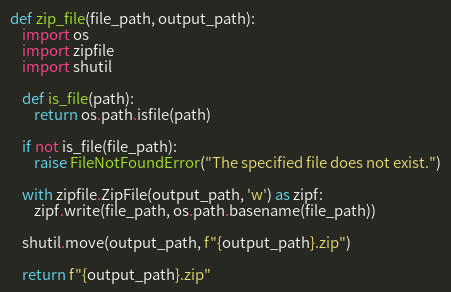 def zip_file(file_path, output_path):
    import os
    import zipfile
    import shutil

    def is_file(path):
        return os.path.isfile(path)

    if not is_file(file_path):
        raise FileNotFoundError("The specified file does not exist.")

    with zipfile.ZipFile(output_path, 'w') as zipf:
        zipf.write(file_path, os.path.basename(file_path))

    shutil.move(output_path, f"{output_path}.zip")

    return f"{output_path}.zip"